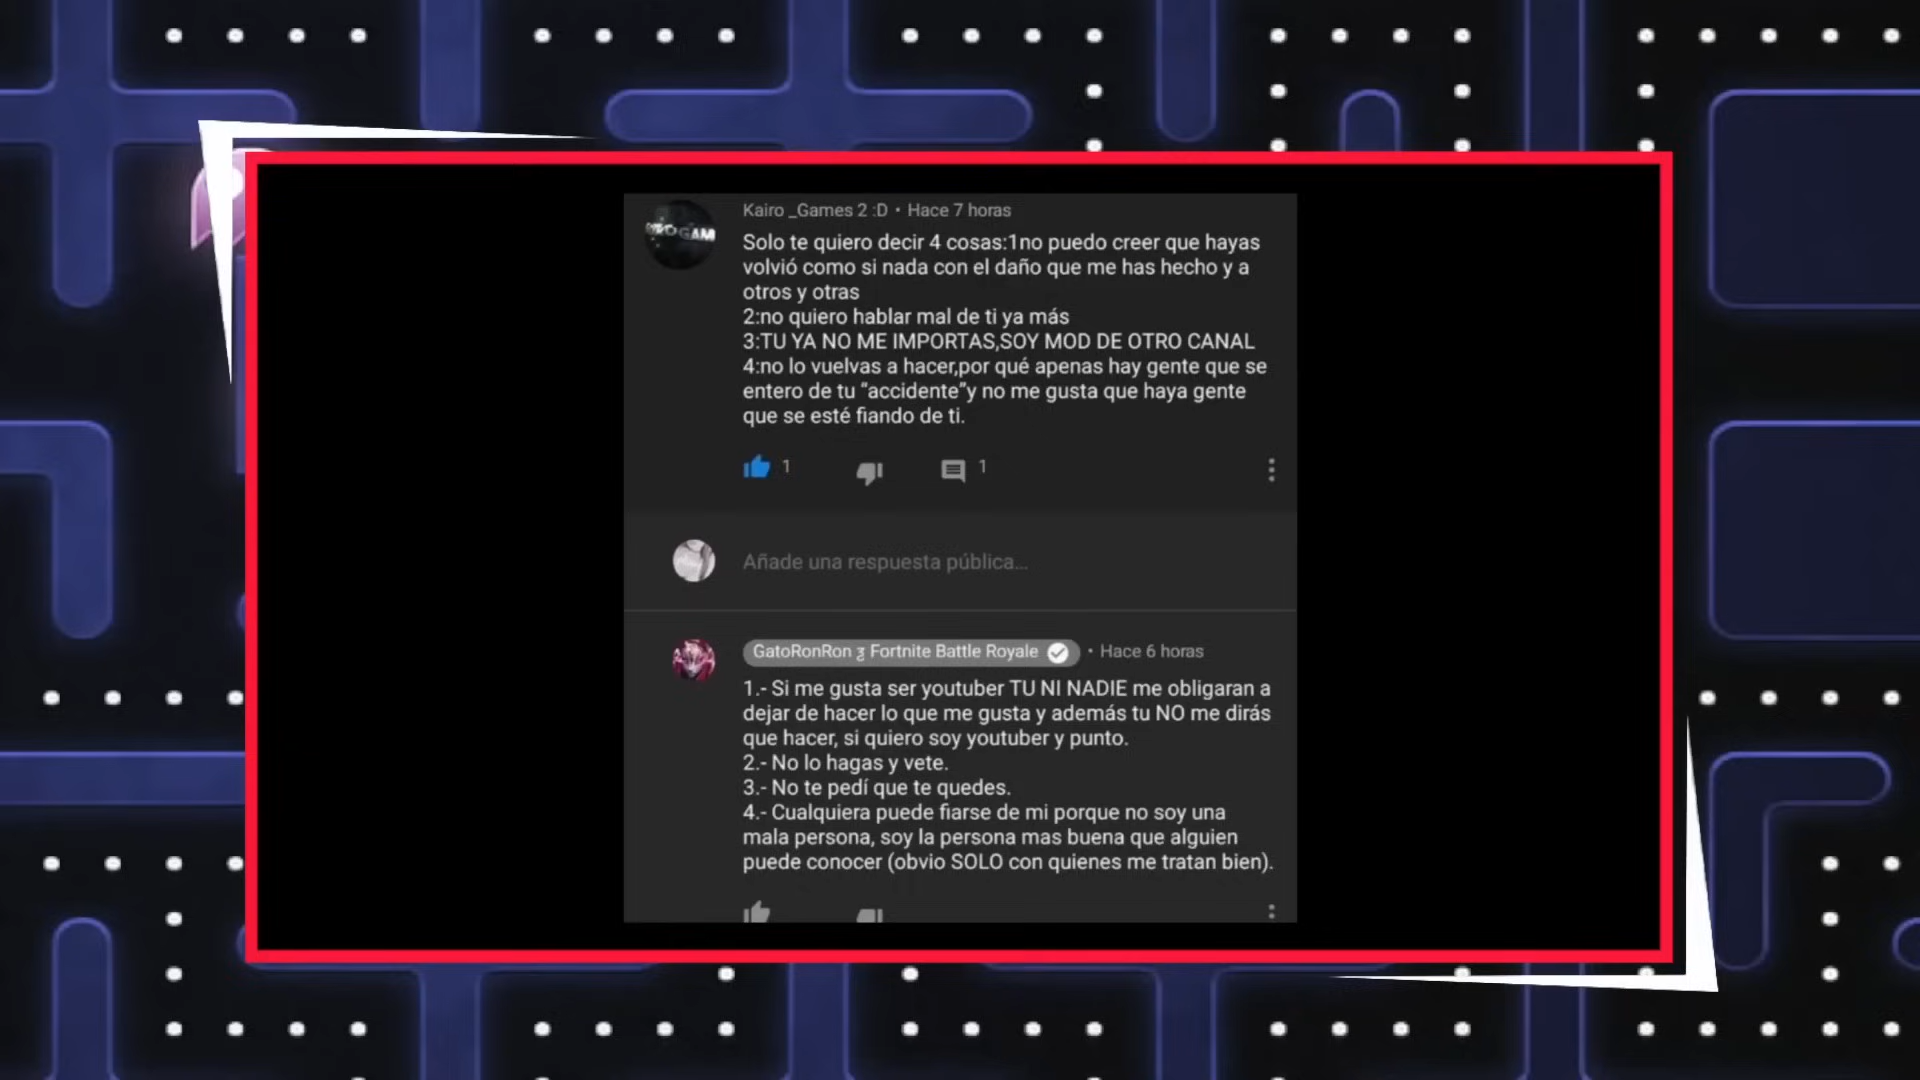 Kairo _Games 2 :D • Hace 7 horas
Solo te quiero decir 4 cosas:1no puedo creer que hayas
volvió como si nada con el daño que me has hecho y a
otros y otras
2:no quiero hablar mal de ti ya más
3:TU YA NO ME IMPORTAS,SOY MOD DE OTRO CANAL
4:no lo vuelvas a hacer,por qué apenas hay gente que se
entero de tu “accidente”y no me gusta que haya gente
que se esté fiando de ti.
1 1
Añade una respuesta pública...
GatoRonRon ʓ Fortnite Battle Royale • Hace 6 horas
1.- Si me gusta ser youtuber TU NI NADIE me obligaran a
dejar de hacer lo que me gusta y además tu NO me dirás
que hacer, si quiero soy youtuber y punto.
2.- No lo hagas y vete.
3.- No te pedí que te quedes.
4.- Cualquiera puede fiarse de mi porque no soy una
mala persona, soy la persona mas buena que alguien
puede conocer (obvio SOLO con quienes me tratan bien).